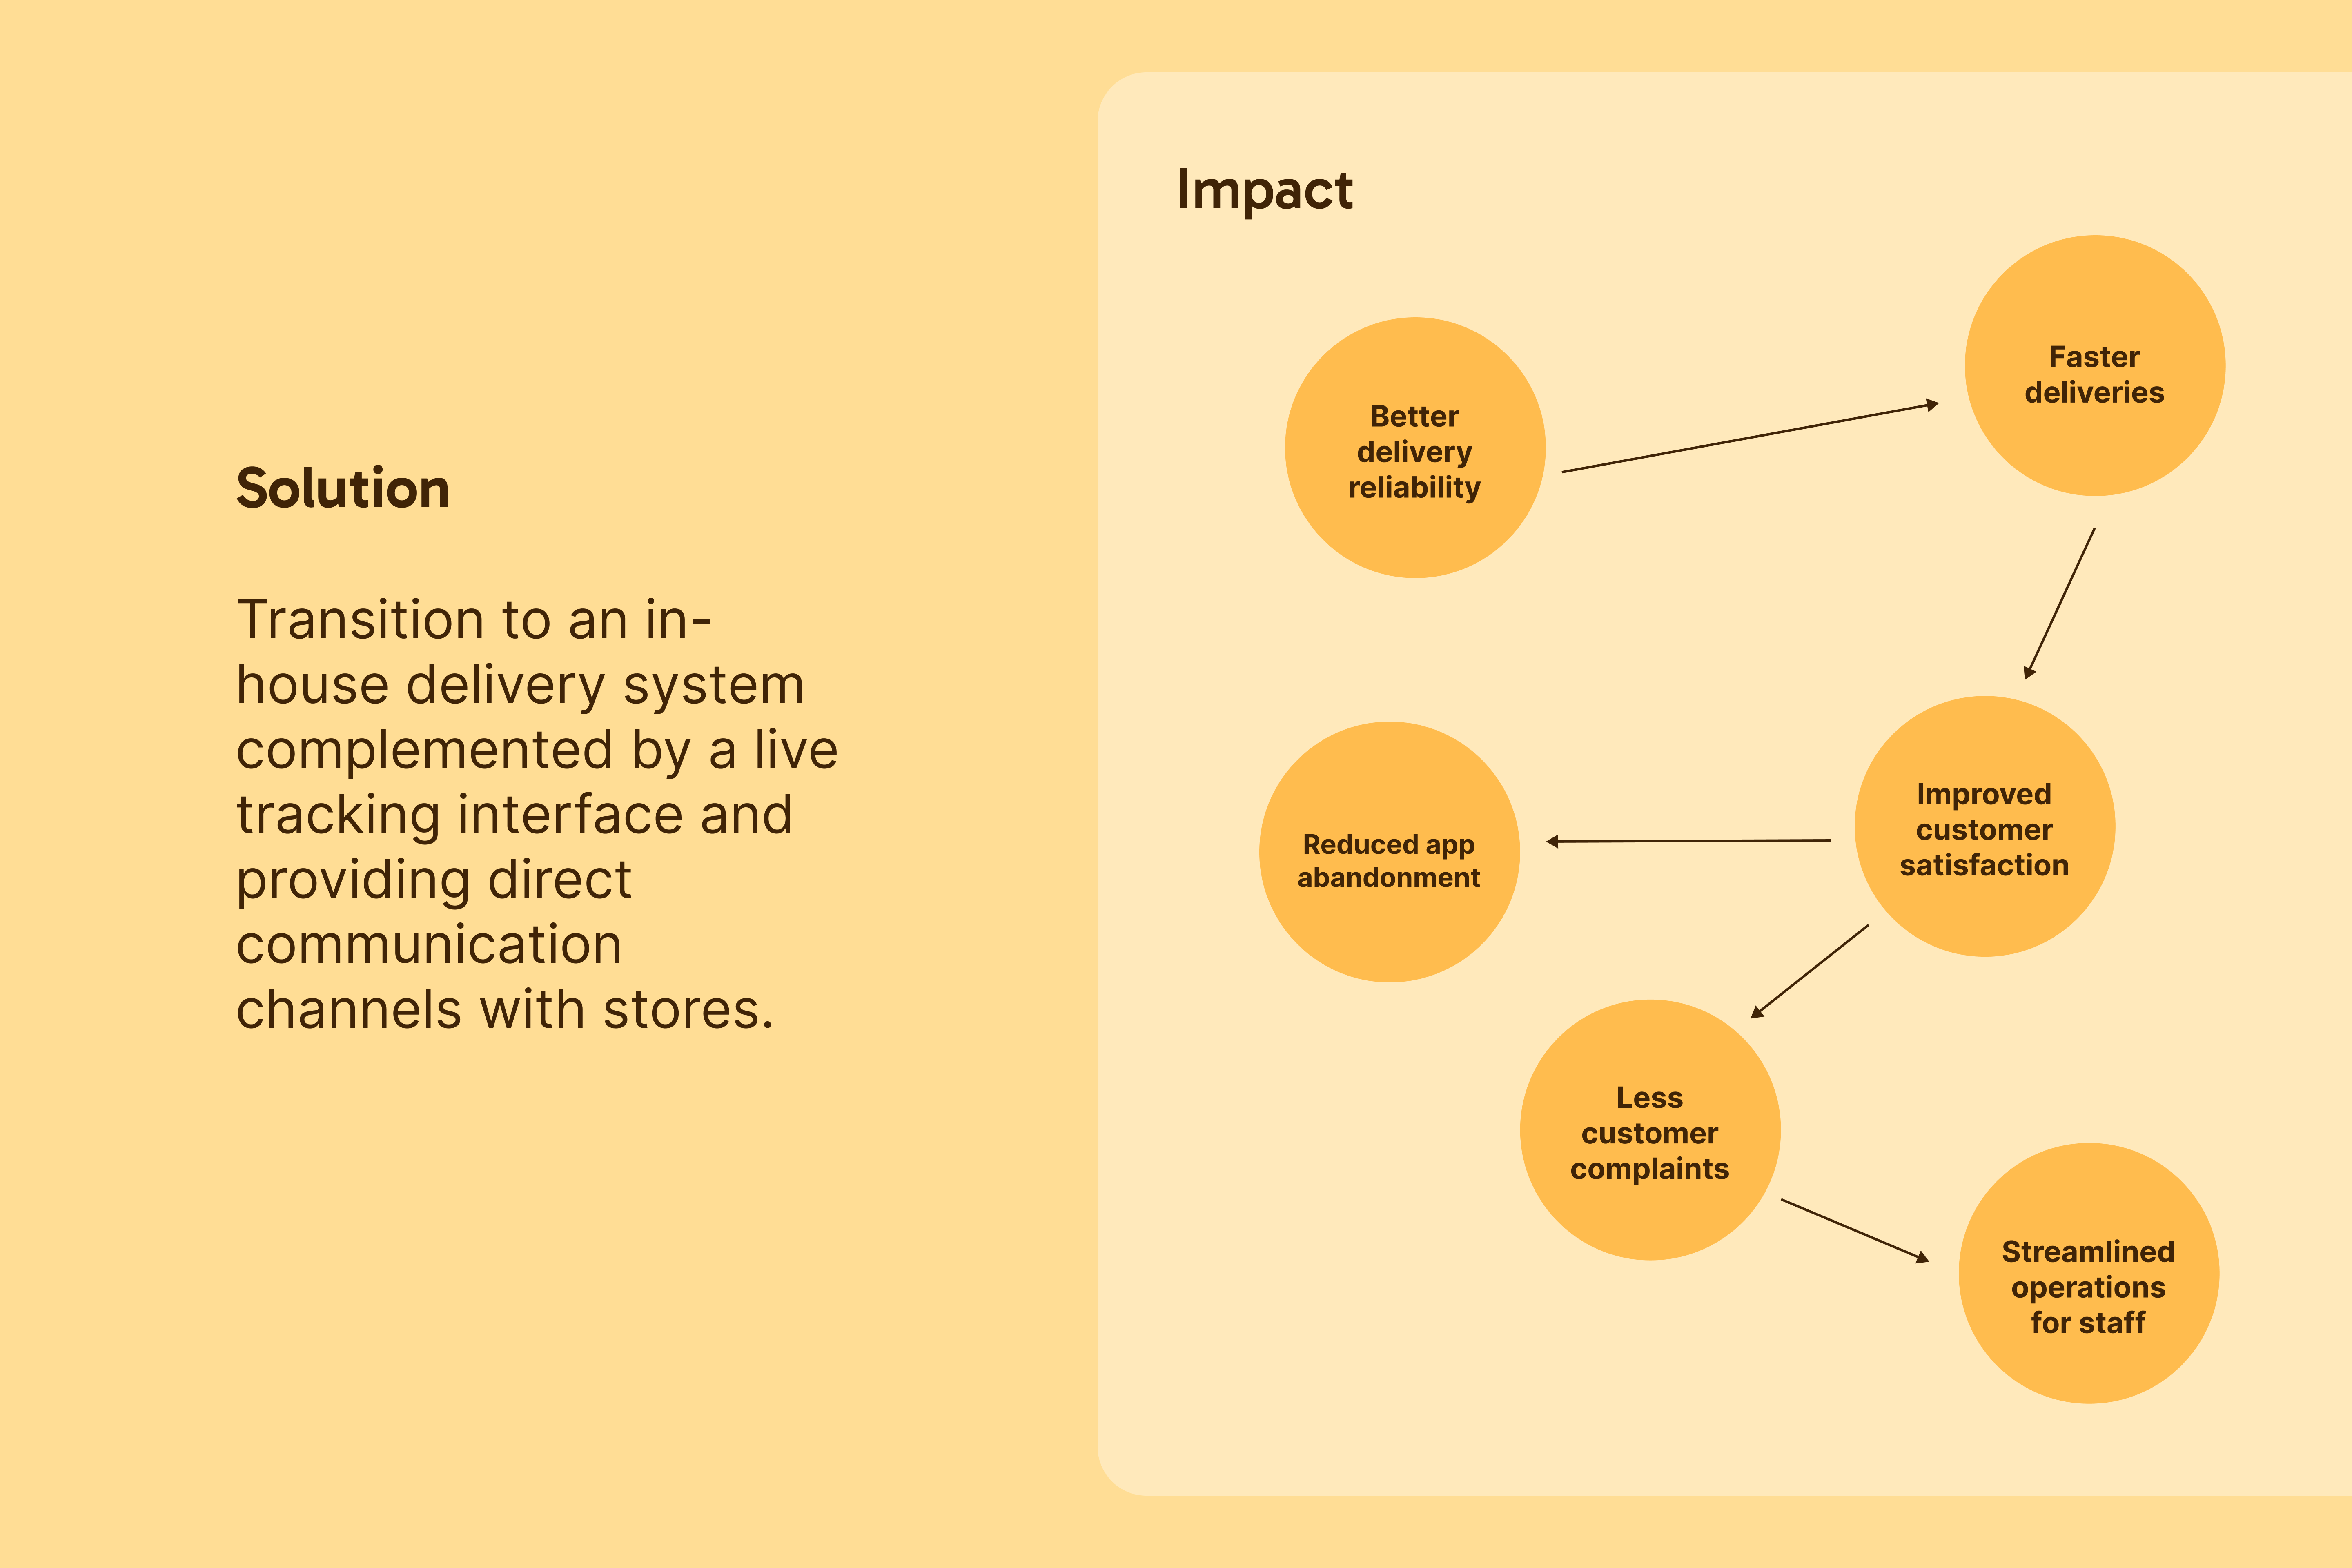 Solution
Transition to an in-
house delivery system
complemented by a live
tracking interface and
providing direct
communication
channels with stores.
Impact
Better
delivery
reliability
Faster
deliveries
Improved
customer
satisfaction
Reduced app
abandonment
Less
customer
complaints
Streamlined
operations
for staff